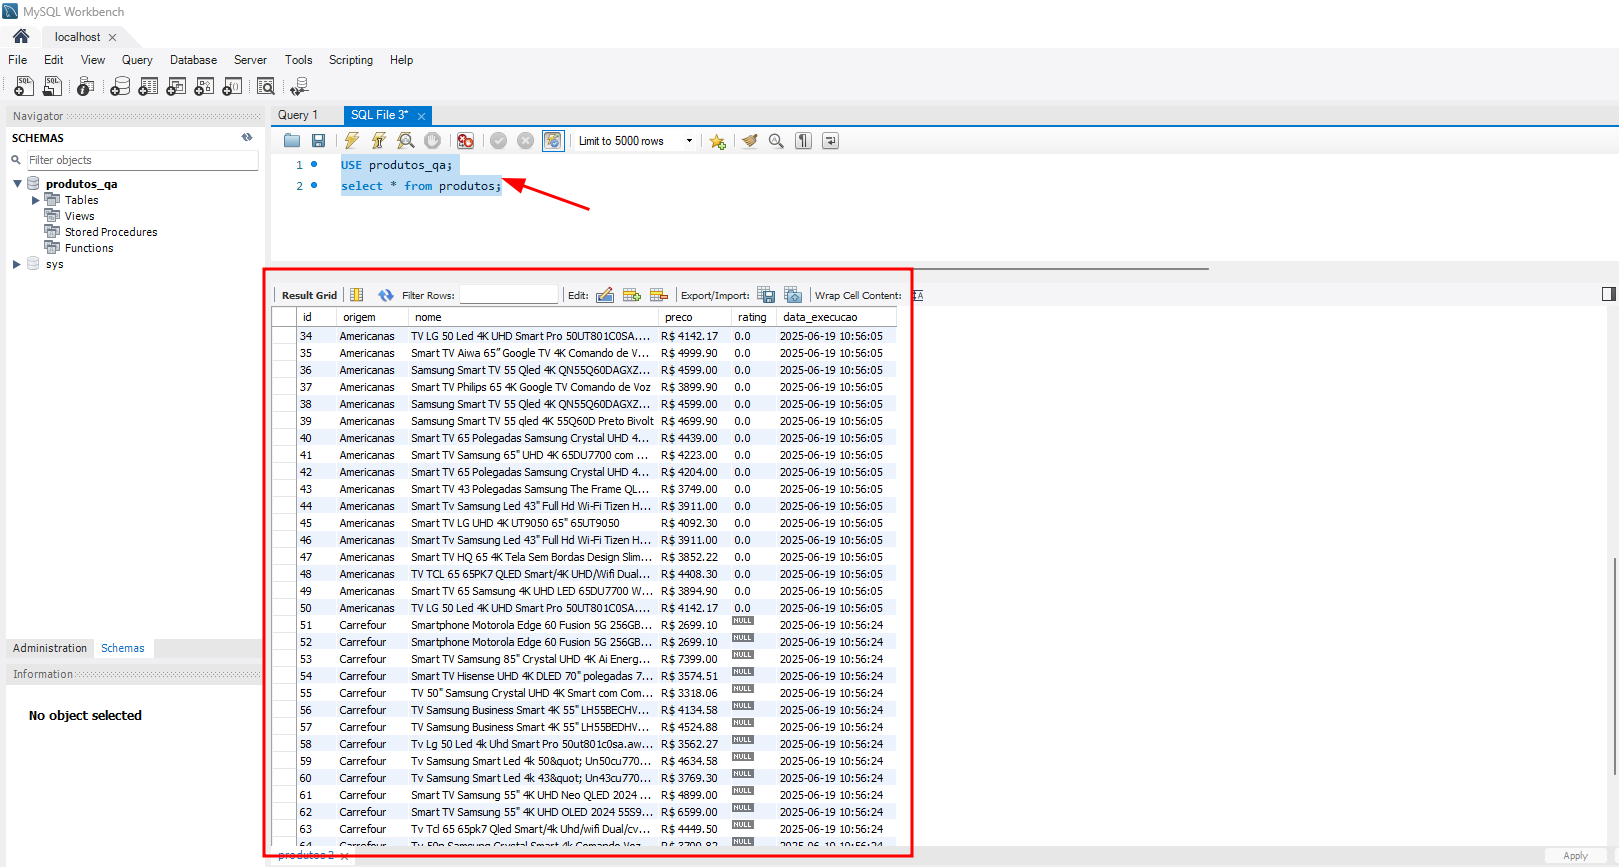 MySQL Workbench
localhost
File Edit View Query Database Server Tools Scripting Help
Navigator
SCHEMAS
Filter objects
produtos_qa
Tables
Views
Stored Procedures
Functions
sys
Administration Schemas
Information
No object selected
Query 1 SQL File 3*
Limit to 5000 rows
1 USE produtos_qa;
2 select * from produtos;
Result Grid Filter Rows: Edit: Export/Import: Wrap Cell Content:
id origem nome preco rating data_execucao
34 Americanas TV LG 50 Led 4K UHD Smart Pro 50UT801C0SA.... R$ 4142.17 0.0 2025-06-19 10:56:05
35 Americanas Smart TV Aiwa 65” Google TV 4K Comando de V... R$ 4999.90 0.0 2025-06-19 10:56:05
36 Americanas Samsung Smart TV 55 Qled 4K QN55Q60DAGXZ... R$ 4599.00 0.0 2025-06-19 10:56:05
37 Americanas Smart TV Philips 65 4K Google TV Comando de Voz R$ 3899.90 0.0 2025-06-19 10:56:05
38 Americanas Samsung Smart TV 55 Qled 4K QN55Q60DAGXZ... R$ 4599.00 0.0 2025-06-19 10:56:05
39 Americanas Samsung Smart TV 55 qled 4K 55Q60D Preto Bivolt R$ 4699.90 0.0 2025-06-19 10:56:05
40 Americanas Smart TV 65 Polegadas Samsung Crystal UHD 4... R$ 4439.00 0.0 2025-06-19 10:56:05
41 Americanas Smart TV Samsung 65" UHD 4K 65DU7700 com ... R$ 4223.00 0.0 2025-06-19 10:56:05
42 Americanas Smart TV 65 Polegadas Samsung Crystal UHD 4... R$ 4204.00 0.0 2025-06-19 10:56:05
43 Americanas Smart TV 43 Polegadas Samsung The Frame QL... R$ 3749.00 0.0 2025-06-19 10:56:05
44 Americanas Smart Tv Samsung Led 43" Full Hd Wi-Fi Tizen H... R$ 3911.00 0.0 2025-06-19 10:56:05
45 Americanas Smart TV LG UHD 4K UT9050 65" 65UT9050 R$ 4092.30 0.0 2025-06-19 10:56:05
46 Americanas Smart Tv Samsung Led 43" Full Hd Wi-Fi Tizen H... R$ 3911.00 0.0 2025-06-19 10:56:05
47 Americanas Smart TV HQ 65 4K Tela Sem Bordas Design Slim... R$ 3852.22 0.0 2025-06-19 10:56:05
48 Americanas TV TCL 65 65PK7 QLED Smart/4K UHD/Wifi Dual... R$ 4408.30 0.0 2025-06-19 10:56:05
49 Americanas Smart TV 65 Samsung 4K UHD LED 65DU7700 W... R$ 3894.90 0.0 2025-06-19 10:56:05
50 Americanas TV LG 50 Led 4K UHD Smart Pro 50UT801C0SA.... R$ 4142.17 0.0 2025-06-19 10:56:05
51 Carrefour Smartphone Motorola Edge 60 Fusion 5G 256GB... R$ 2699.10 NULL 2025-06-19 10:56:24
52 Carrefour Smartphone Motorola Edge 60 Fusion 5G 256GB... R$ 2699.10 NULL 2025-06-19 10:56:24
53 Carrefour Smart TV Samsung 85" Crystal UHD 4K Ai Energ... R$ 7399.00 NULL 2025-06-19 10:56:24
54 Carrefour Smart TV Hisense UHD 4K DLED 70" polegadas 7... R$ 3574.51 NULL 2025-06-19 10:56:24
55 Carrefour TV 50" Samsung Crystal UHD 4K Smart com Com... R$ 3318.06 NULL 2025-06-19 10:56:24
56 Carrefour TV Samsung Business Smart 4K 55" LH55BECHV... R$ 4134.58 NULL 2025-06-19 10:56:24
57 Carrefour TV Samsung Business Smart 4K 55" LH55BEDHV... R$ 4524.88 NULL 2025-06-19 10:56:24
58 Carrefour Tv Lg 50 Led 4k Uhd Smart Pro 50ut801c0sa.aw... R$ 3562.27 NULL 2025-06-19 10:56:24
59 Carrefour Tv Samsung Smart Led 4k 50&quot; Un50cu770... R$ 4634.58 NULL 2025-06-19 10:56:24
60 Carrefour Tv Samsung Smart Led 4k 43&quot; Un43cu770... R$ 3769.30 NULL 2025-06-19 10:56:24
61 Carrefour Smart TV Samsung 55" 4K UHD Neo QLED 2024 ... R$ 4899.00 NULL 2025-06-19 10:56:24
62 Carrefour Smart TV Samsung 55" 4K UHD OLED 2024 55S9... R$ 6599.00 NULL 2025-06-19 10:56:24
63 Carrefour Tv Tcl 65 65pk7 Qled Smart/4k Uhd/wifi Dual/cv... R$ 4449.50 NULL 2025-06-19 10:56:24
64 Carrefour Tv 50p Samsung Crystal Smart 4k Comando Voz NULL 2025-06-19 10:56:24
produtos 2
Apply